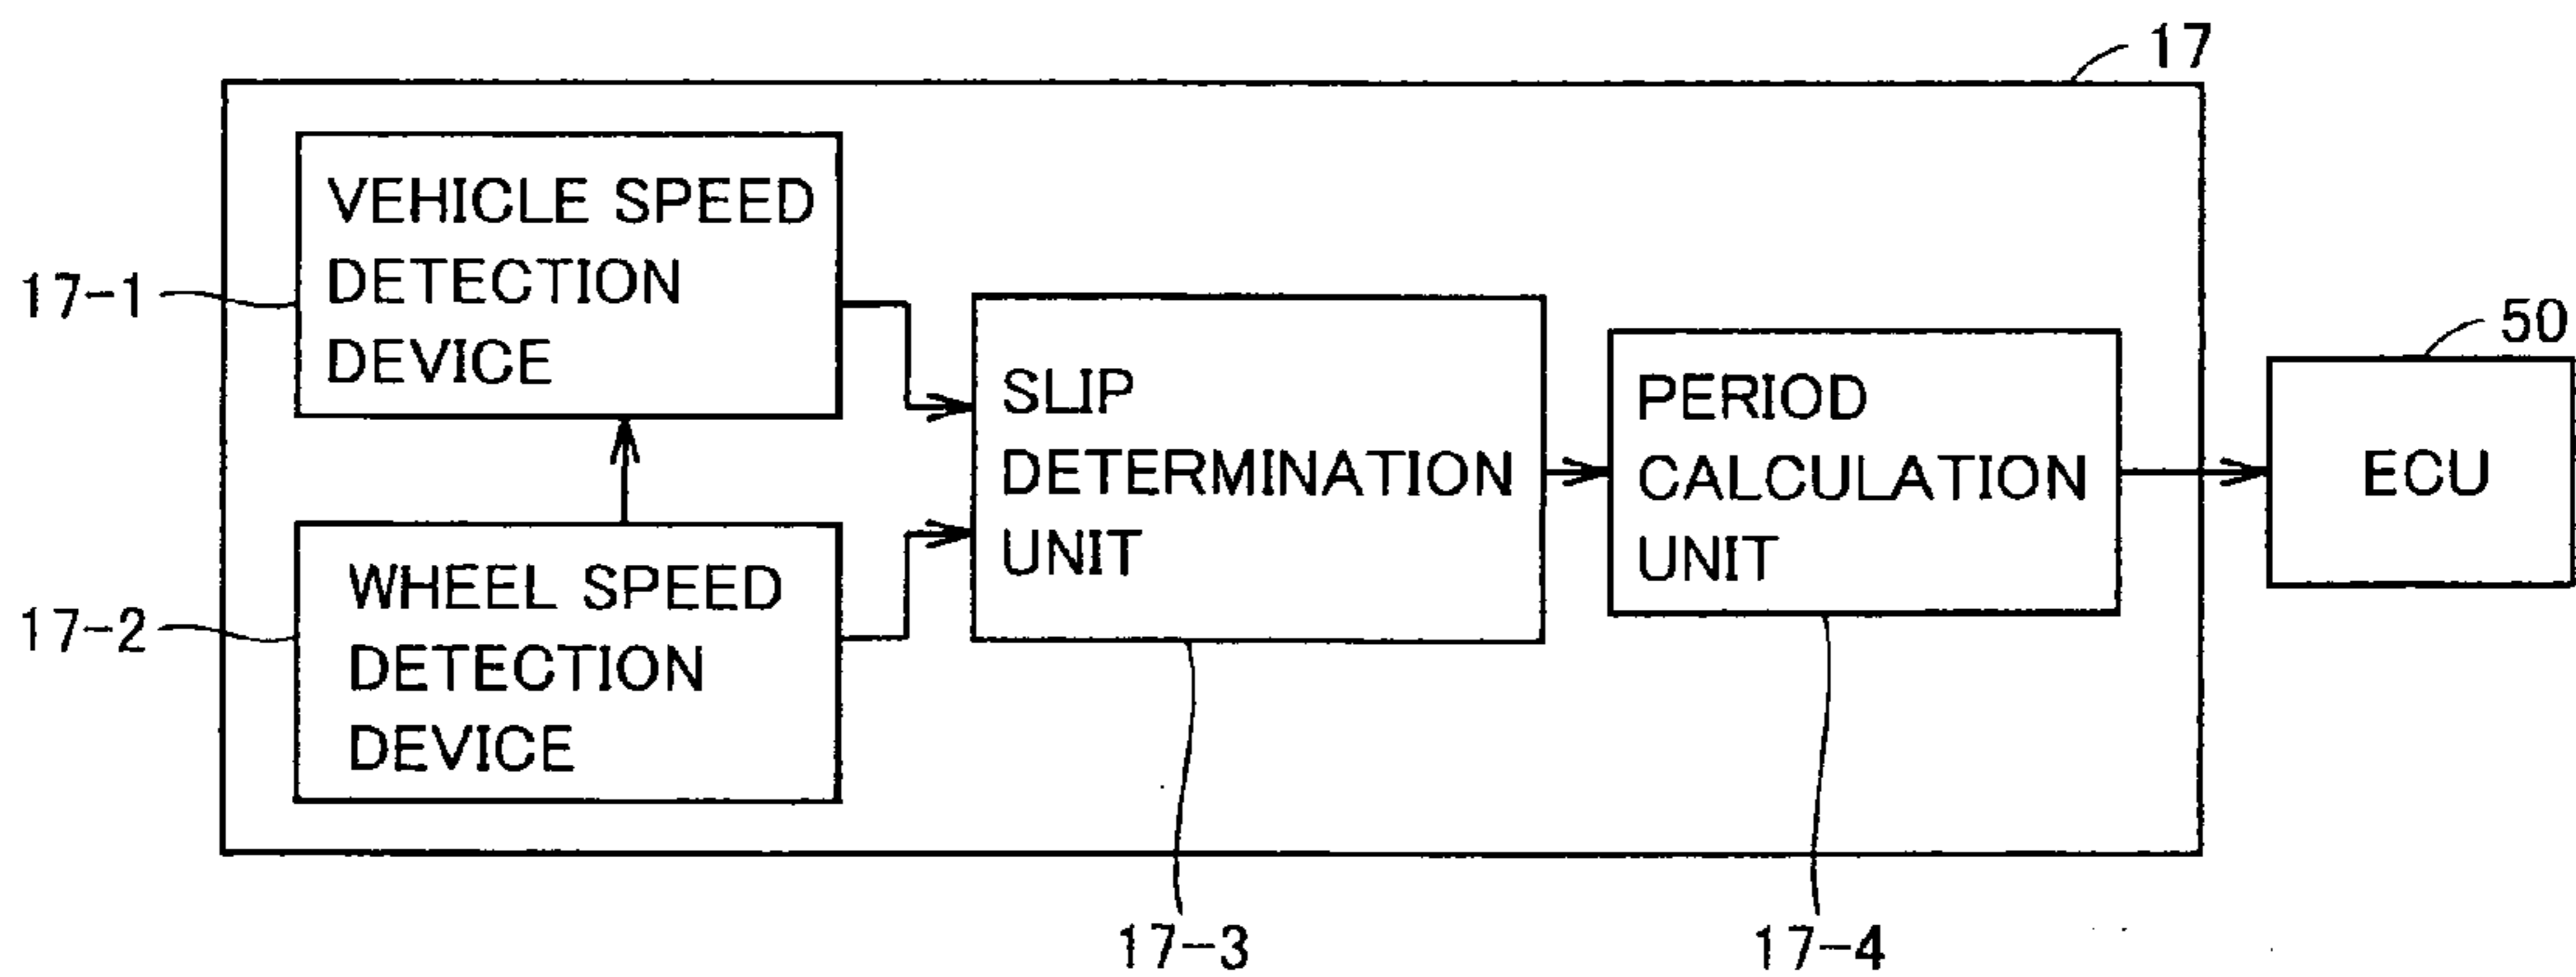 17
VEHICLE SPEED
DETECTION
DEVICE
17-1
WHEEL SPEED
DETECTION
DEVICE
17-2
SLIP
DETERMINATION
UNIT
17-3
PERIOD
CALCULATION
UNIT
17-4
50
ECU